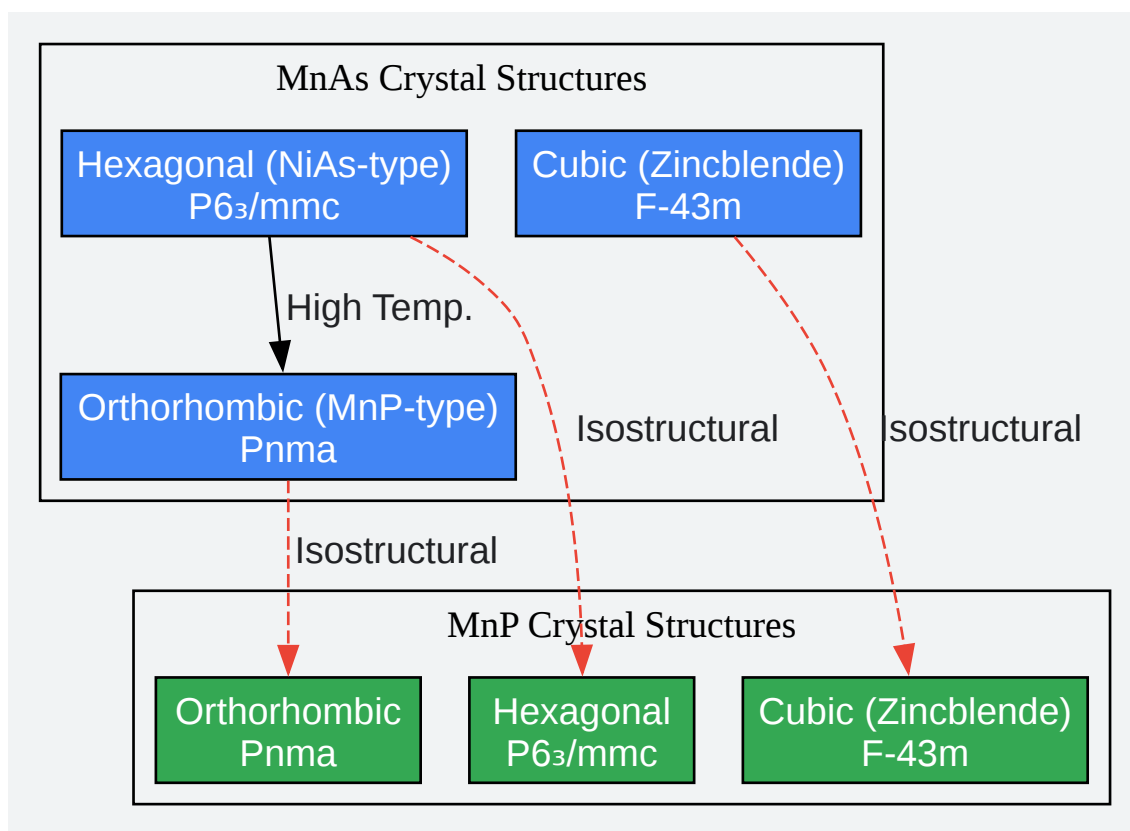 MnAs Crystal Structures
Hexagonal (NiAs-type)
P6₃/mmc
Cubic (Zincblende)
F-43m
High Temp.
Orthorhombic (MnP-type)
Pnma
Isostructural
Isostructural
Isostructural
MnP Crystal Structures
Orthorhombic
Pnma
Hexagonal
P6₃/mmc
Cubic (Zincblende)
F-43m